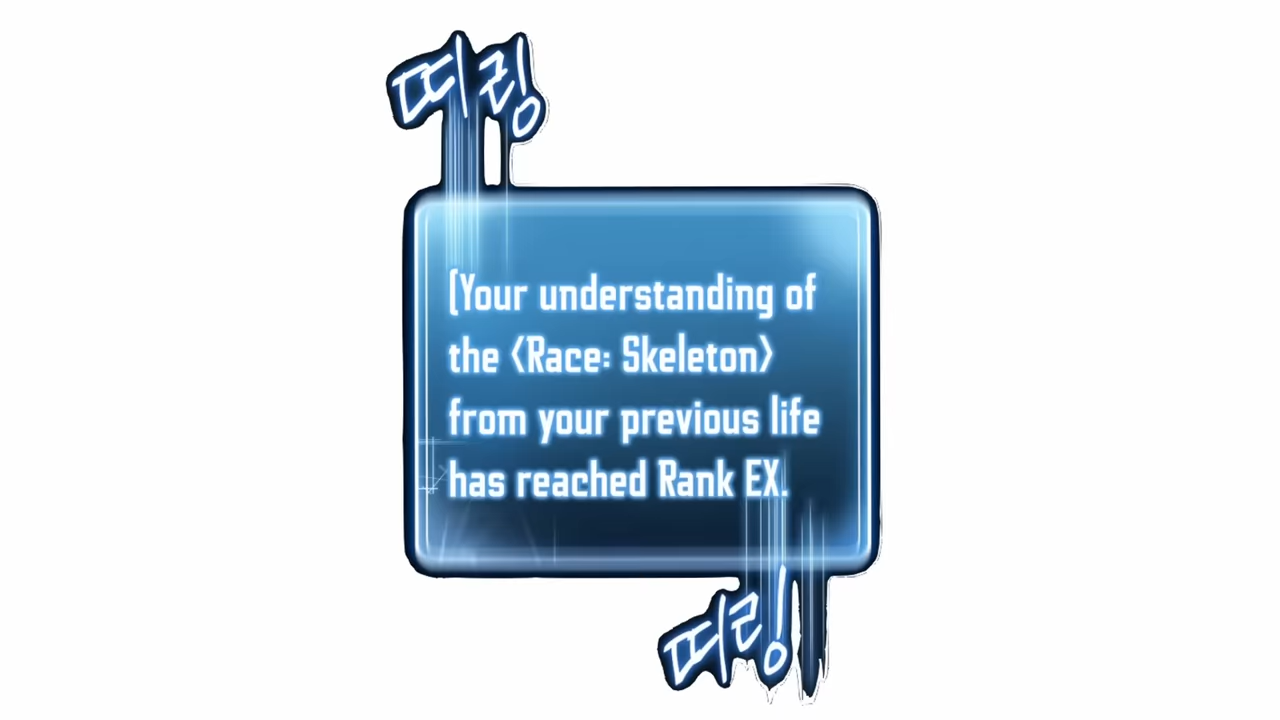 띠링
[Your understanding of
the <Race: Skeleton>
from your previous life
has reached Rank EX.
띠링!